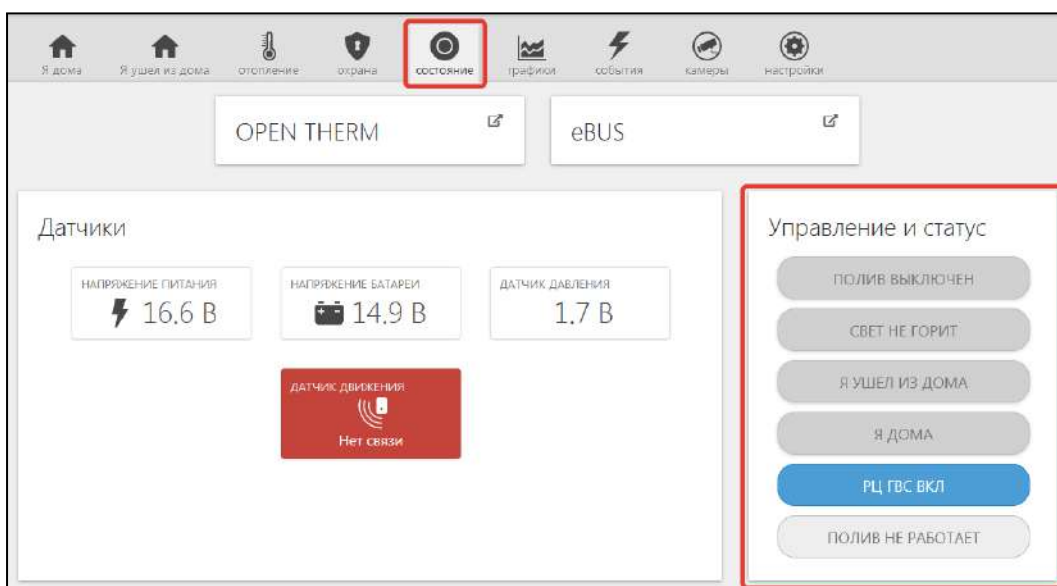 Я дома
Я ушел из дома
отопление
охрана
состояние
графики
события
камеры
настройки
OPEN THERM
eBUS
Датчики
НАПРЯЖЕНИЕ ПИТАНИЯ
16,6 В
НАПРЯЖЕНИЕ БАТАРЕИ
14,9 В
ДАТЧИК ДАВЛЕНИЯ
1,7 В
ДАТЧИК ДВИЖЕНИЯ
Нет связи
Управление и статус
ПОЛИВ ВЫКЛЮЧЕН
СВЕТ НЕ ГОРИТ
Я УШЕЛ ИЗ ДОМА
Я ДОМА
РЦ ГВС ВКЛ
ПОЛИВ НЕ РАБОТАЕТ